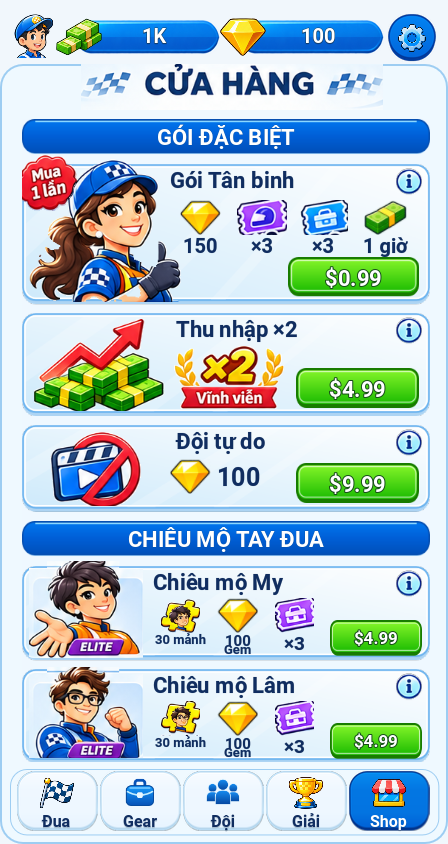 1K
100
CỬA HÀNG
GÓI ĐẶC BIỆT
Mua
1 lần
Gói Tân binh
150
×3
×3
1 giờ
$0.99
Thu nhập ×2
×2
Vĩnh viễn
$4.99
Đội tự do
100
$9.99
CHIÊU MỘ TAY ĐUA
Chiêu mộ My
ELITE
30 mảnh
100
Gem
×3
$4.99
Chiêu mộ Lâm
ELITE
30 mảnh
100
Gem
×3
$4.99
Đua
Gear
Đội
Giải
Shop